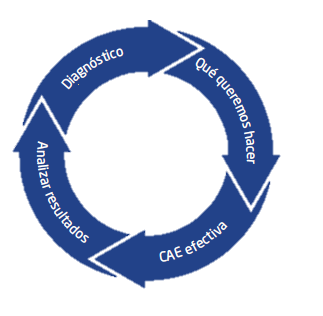 Diagnóstico
Qué queremos hacer
CAE efectiva
Analizar resultados